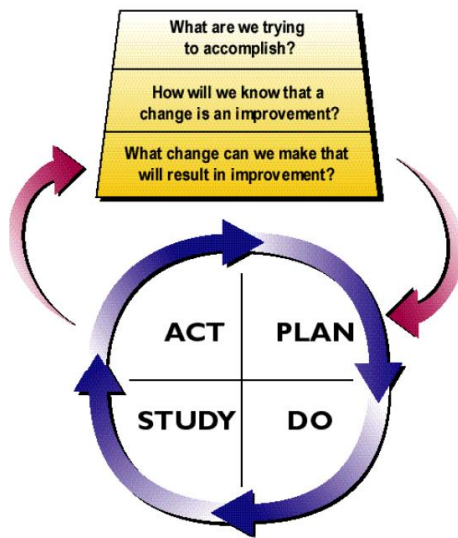 What are we trying
to accomplish?
How will we know that a
change is an improvement?
What change can we make that
will result in improvement?
ACT PLAN
STUDY DO